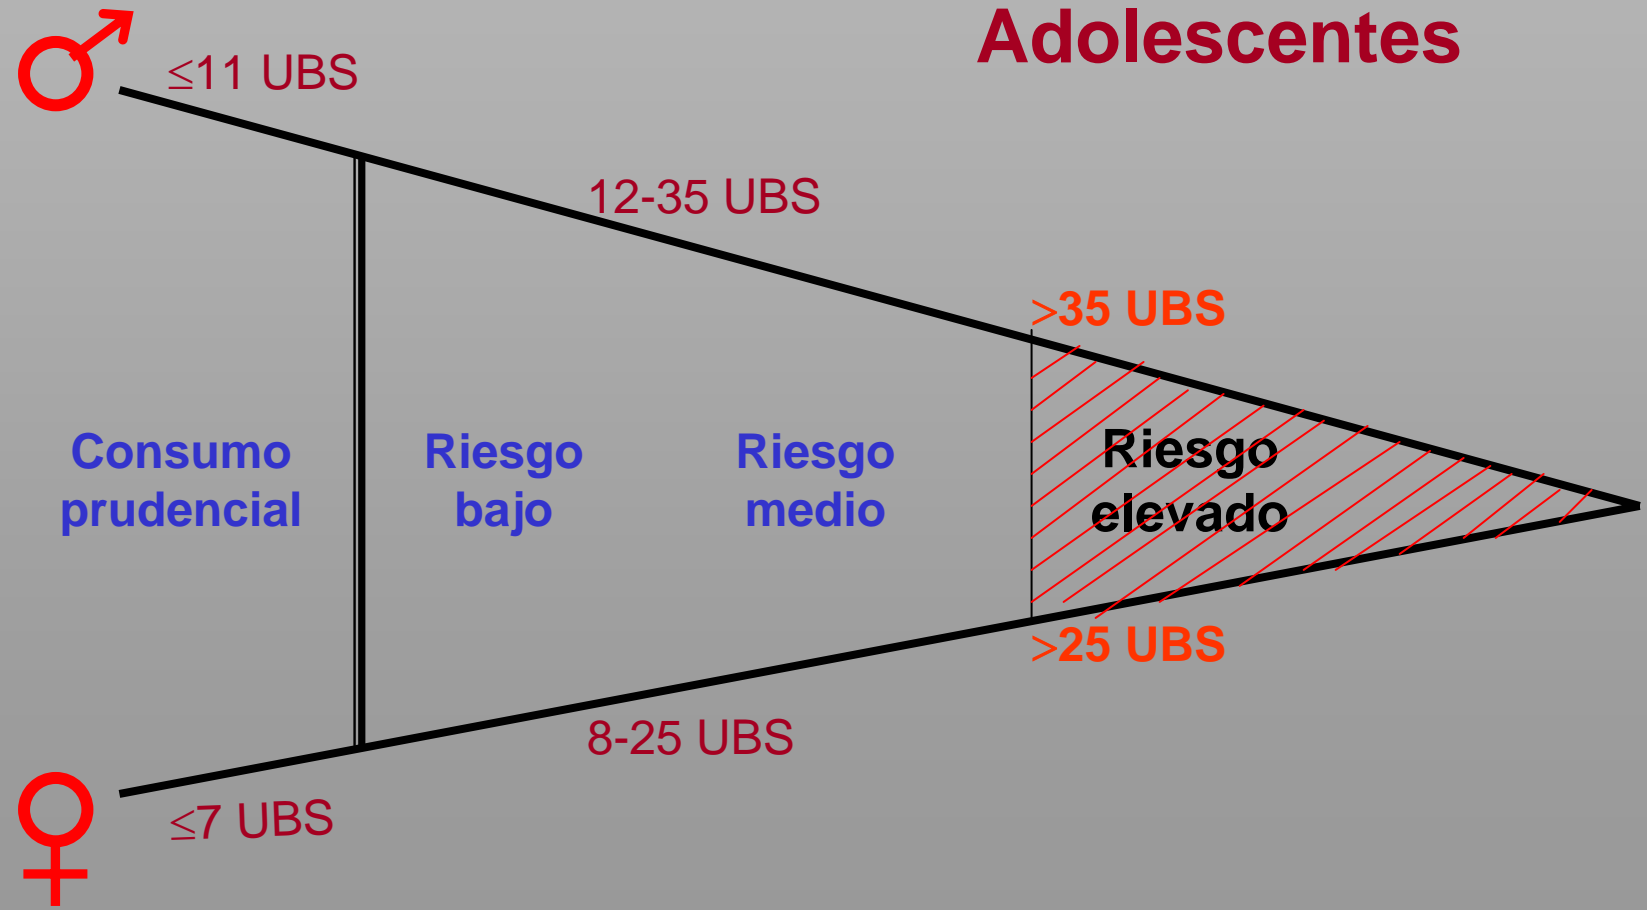 Adolescentes
≤11 UBS
12-35 UBS
>35 UBS
Consumo
prudencial
Riesgo
bajo
Riesgo
medio
Riesgo
elevado
>25 UBS
8-25 UBS
≤7 UBS